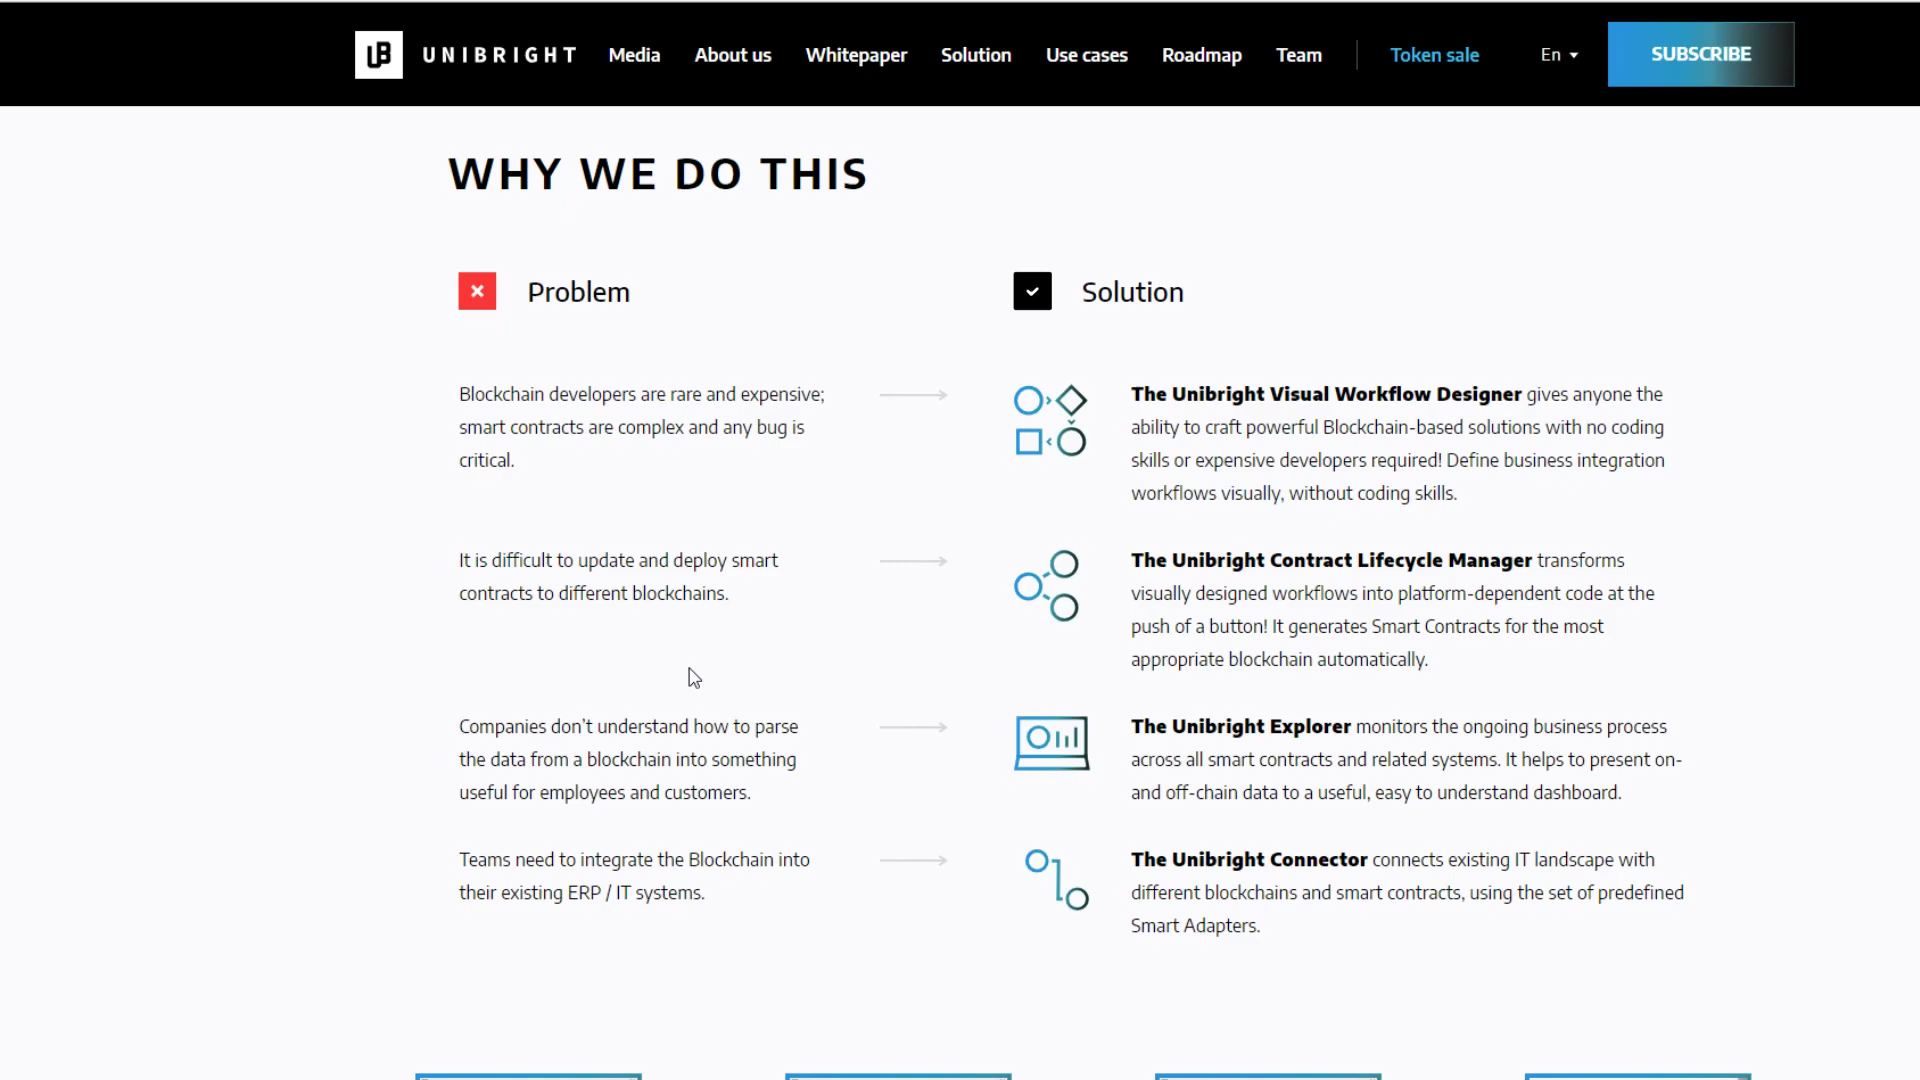 UNIBRIGHT Media About us Whitepaper Solution Use cases Roadmap Team Token sale En SUBSCRIBE
WHY WE DO THIS
Problem
Solution
Blockchain developers are rare and expensive;
smart contracts are complex and any bug is
critical.
The Unibright Visual Workflow Designer gives anyone the
ability to craft powerful Blockchain-based solutions with no coding
skills or expensive developers required! Define business integration
workflows visually, without coding skills.
It is difficult to update and deploy smart
contracts to different blockchains.
The Unibright Contract Lifecycle Manager transforms
visually designed workflows into platform-dependent code at the
push of a button! It generates Smart Contracts for the most
appropriate blockchain automatically.
Companies don’t understand how to parse
the data from a blockchain into something
useful for employees and customers.
The Unibright Explorer monitors the ongoing business process
across all smart contracts and related systems. It helps to present on-
and off-chain data to a useful, easy to understand dashboard.
Teams need to integrate the Blockchain into
their existing ERP / IT systems.
The Unibright Connector connects existing IT landscape with
different blockchains and smart contracts, using the set of predefined
Smart Adapters.